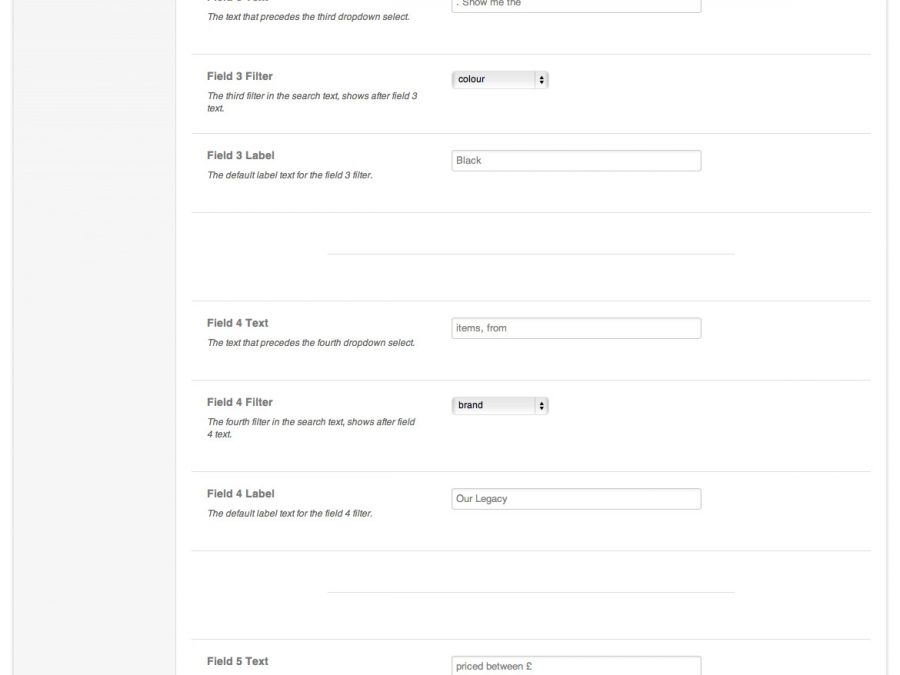 . Show me the
The text that precedes the third dropdown select.
Field 3 Filter
colour
The third filter in the search text, shows after field 3
text.
Field 3 Label
Black
The default label text for the field 3 filter.
Field 4 Text
items, from
The text that precedes the fourth dropdown select.
Field 4 Filter
brand
The fourth filter in the search text, shows after field
4 text.
Field 4 Label
Our Legacy
The default label text for the field 4 filter.
Field 5 Text
priced between £